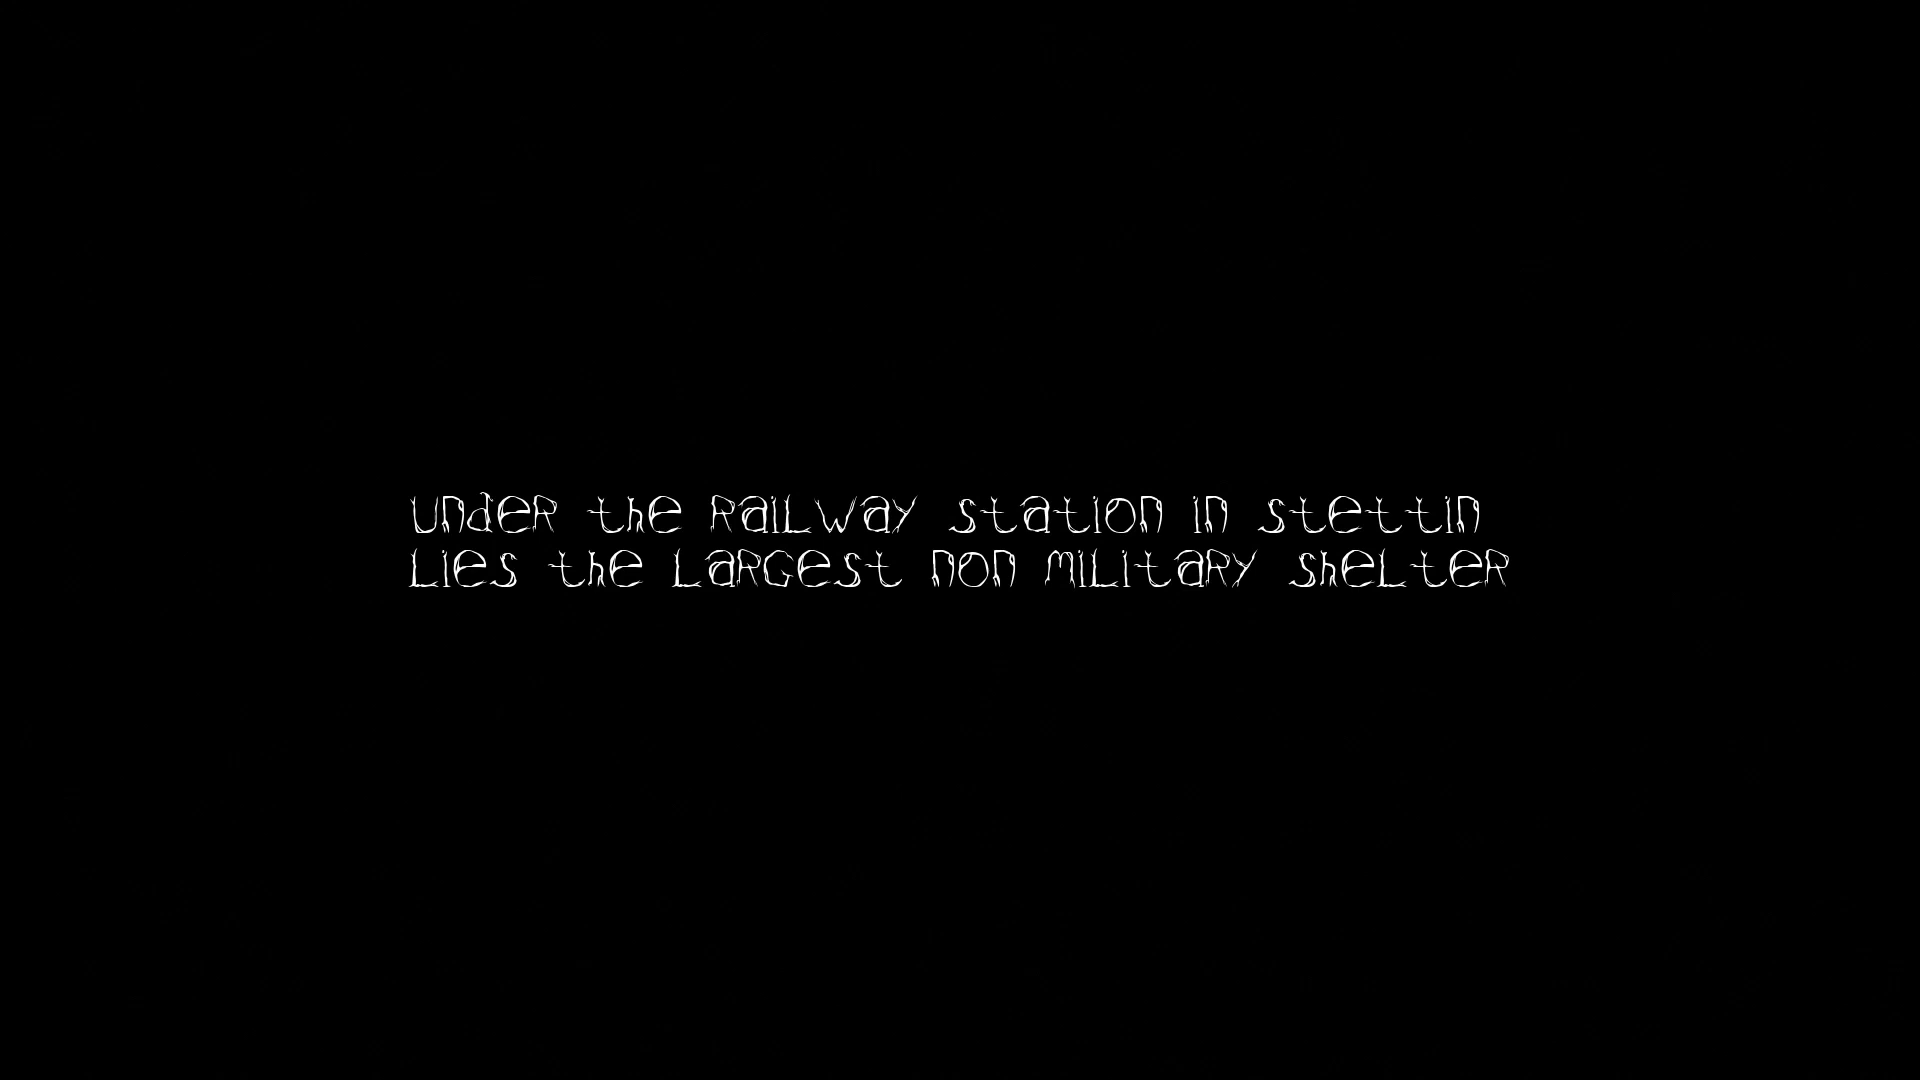 Under the Railway station in stettin
Lies the Largest non military shelter